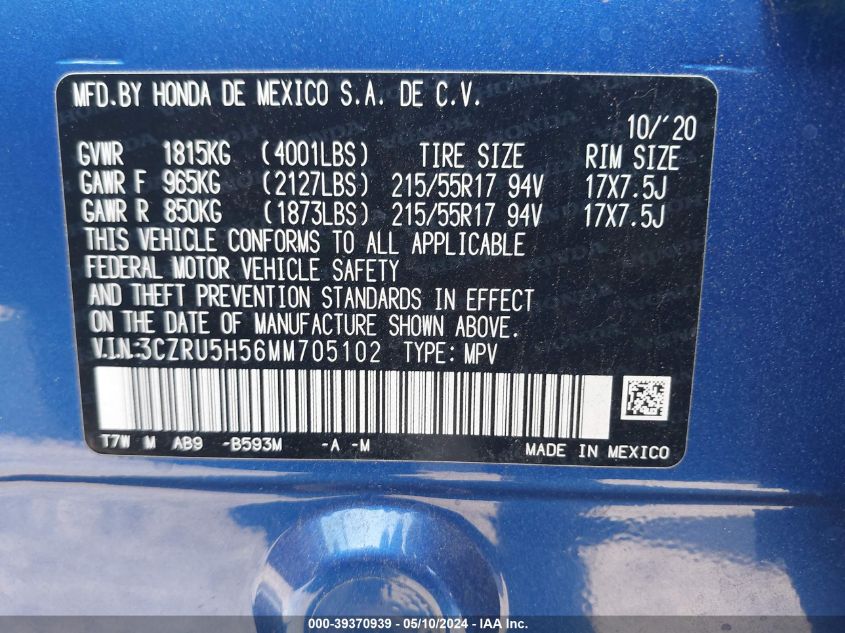 MFD.BY HONDA DE MEXICO S.A. DE C.V.
10/'20
GVWR 1815KG (4001LBS) TIRE SIZE RIM SIZE
GAWR F 965KG (2127LBS) 215/55R17 94V 17X7.5J
GAWR R 850KG (1873LBS) 215/55R17 94V 17X7.5J
THIS VEHICLE CONFORMS TO ALL APPLICABLE
FEDERAL MOTOR VEHICLE SAFETY
AND THEFT PREVENTION STANDARDS IN EFFECT
ON THE DATE OF MANUFACTURE SHOWN ABOVE.
V.I.N:3CZRU5H56MM705102 TYPE: MPV
T7W M AB9 -B593M -A -M MADE IN MEXICO
000-39370939 - 05/10/2024 - IAA Inc.